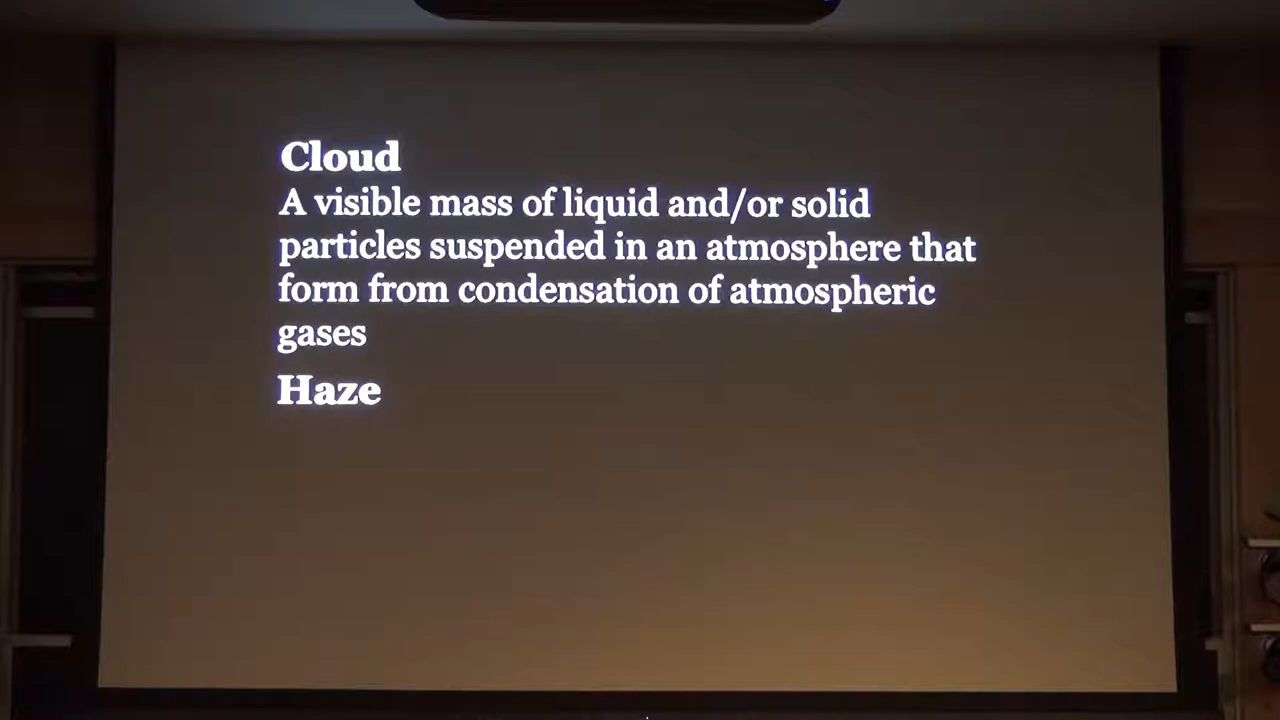 Cloud
A visible mass of liquid and/or solid
particles suspended in an atmosphere that
form from condensation of atmospheric
gases
Haze